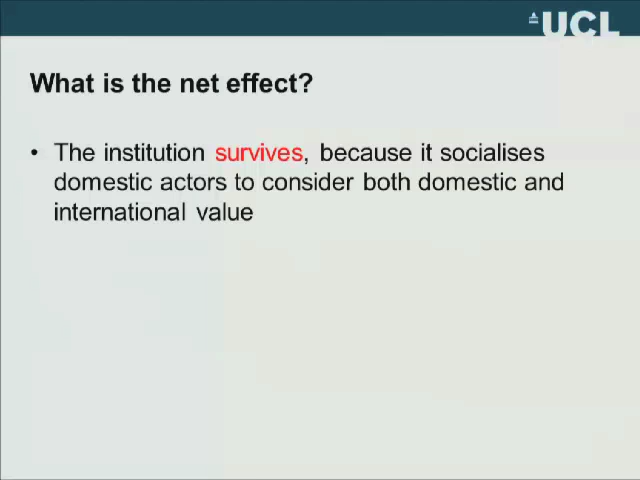 UCL
What is the net effect?
• The institution survives, because it socialises
domestic actors to consider both domestic and
international value